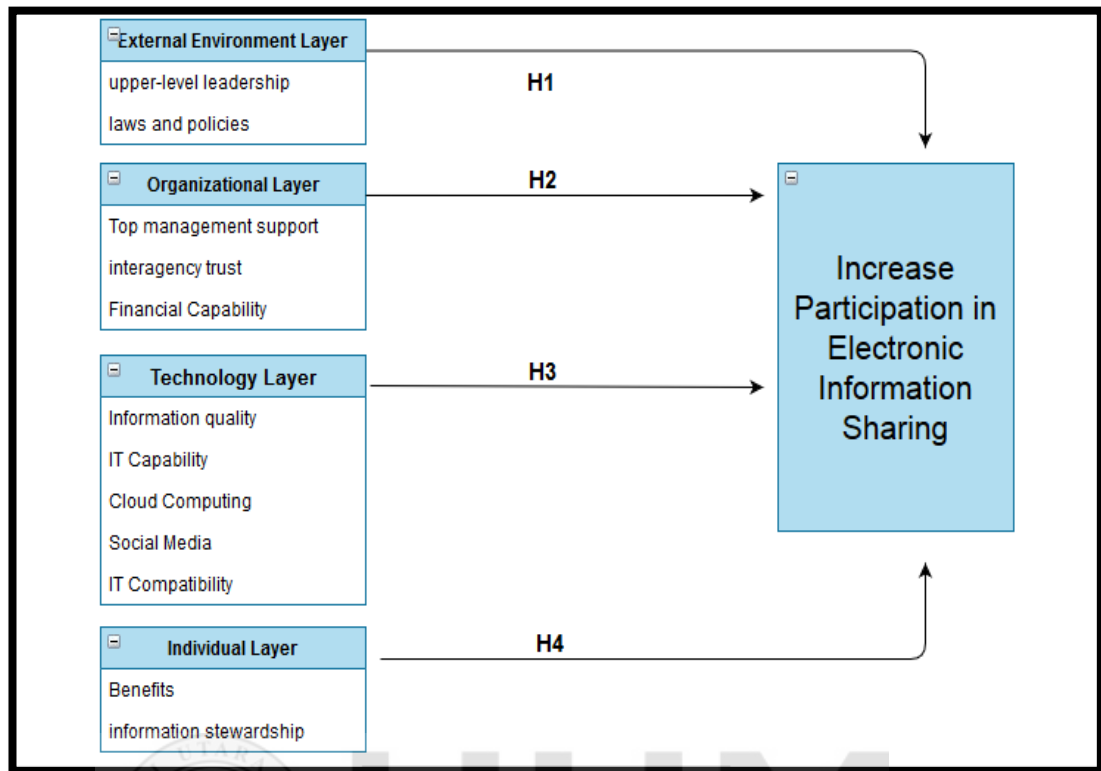 External Environment Layer
upper-level leadership
laws and policies
H1
Organizational Layer
Top management support
interagency trust
Financial Capability
H2
Technology Layer
Information quality
IT Capability
Cloud Computing
Social Media
IT Compatibility
H3
Individual Layer
Benefits
information stewardship
H4
Increase
Participation in
Electronic
Information
Sharing
UTARA